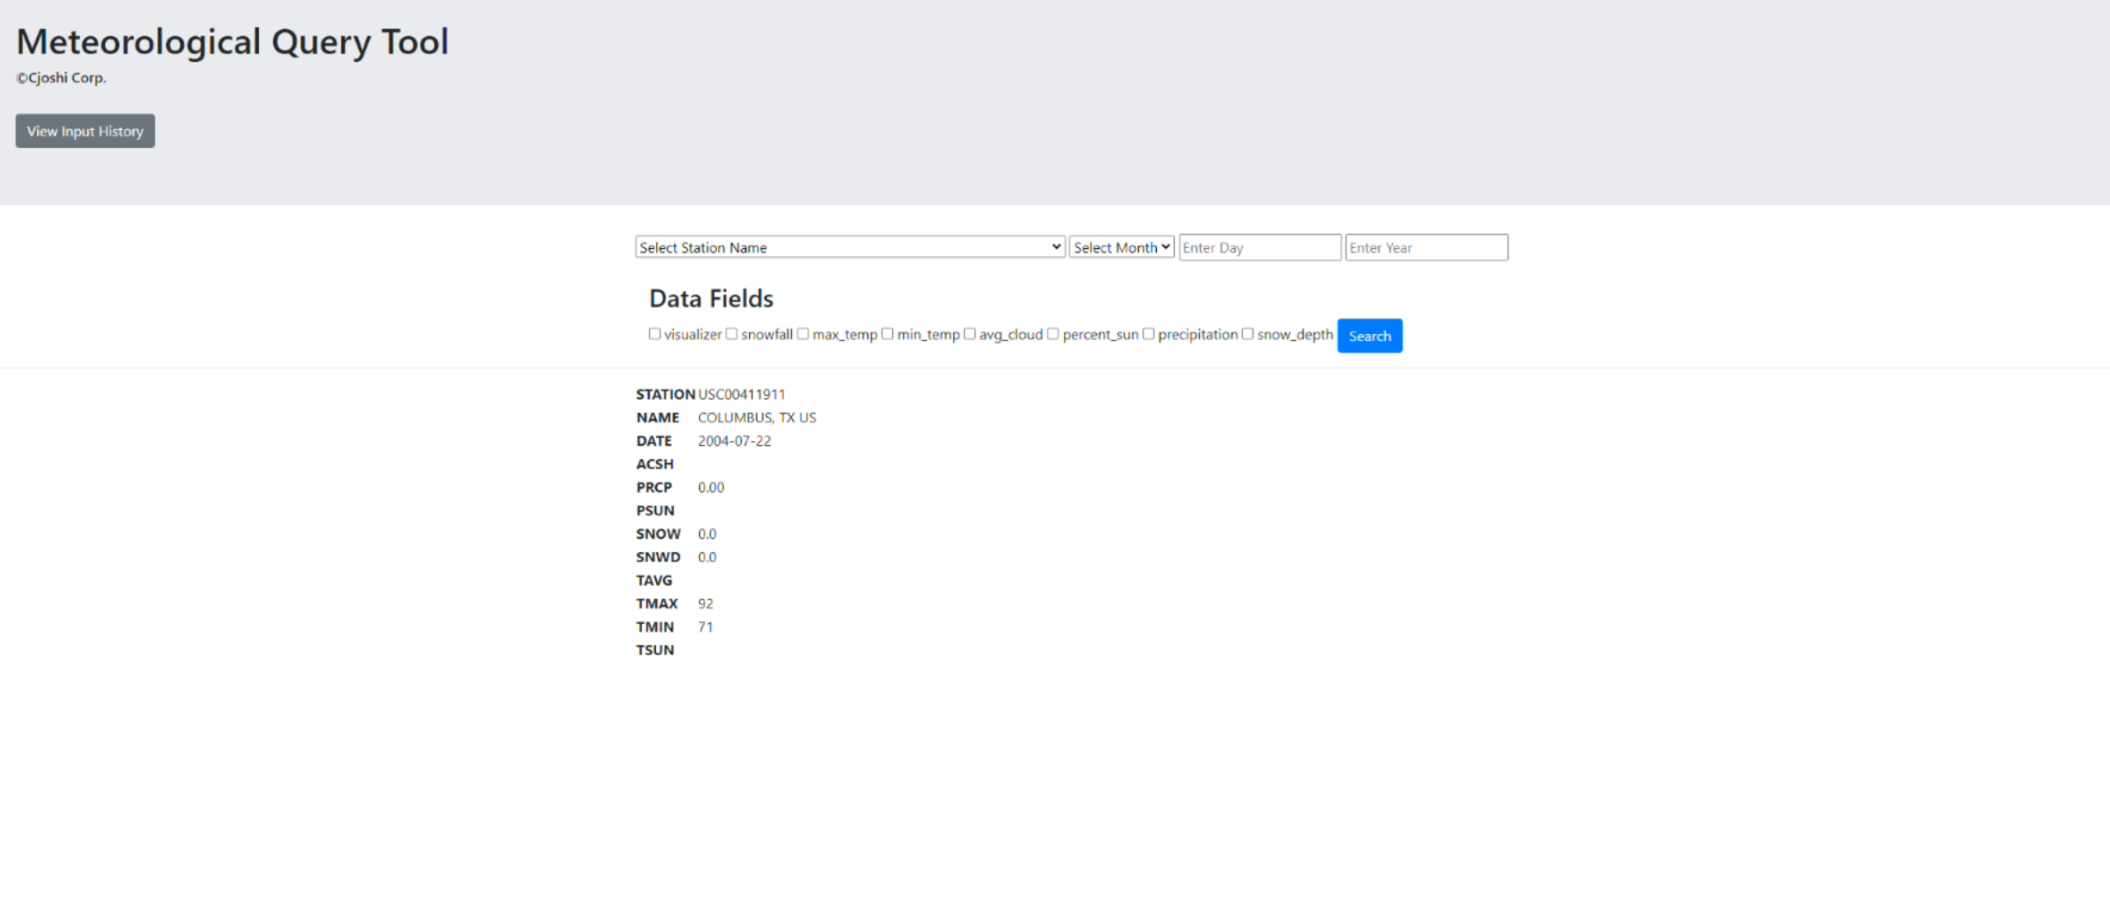 Meteorological Query Tool
©Cjoshi Corp.
View Input History
Select Station Name Select Month Enter Day Enter Year
Data Fields
visualizer snowfall max_temp min_temp avg_cloud percent_sun precipitation snow_depth Search
STATION USC00411911
NAME COLUMBUS, TX US
DATE 2004-07-22
ACSH
PRCP 0.00
PSUN
SNOW 0.0
SNWD 0.0
TAVG
TMAX 92
TMIN 71
TSUN